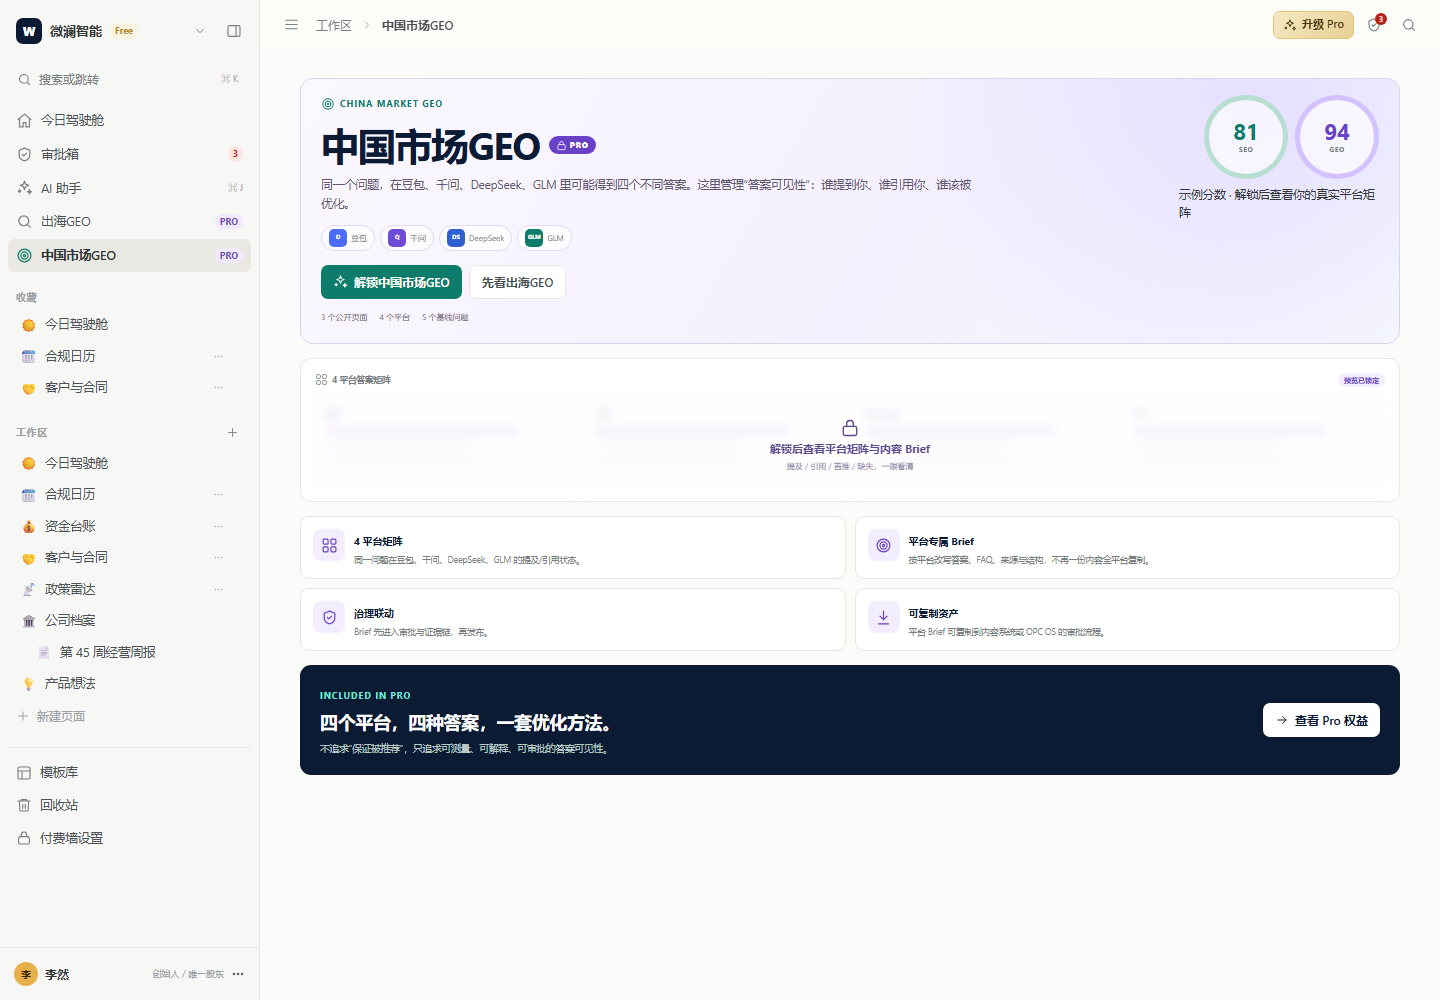 W 微澜智能 Free
搜索或跳转 ⌘K
今日驾驶舱
审批箱 3
AI 助手 ⌘J
出海GEO PRO
中国市场GEO PRO
收藏
今日驾驶舱
合规日历 ···
客户与合同 ···
工作区 +
今日驾驶舱
合规日历 ···
资金台账 ···
客户与合同
政策雷达 ···
公司档案
第 45 周经营周报
产品想法
+ 新建页面
模板库
回收站
付费墙设置
李 李然 创始人 / 唯一股东 ···
工作区 > 中国市场GEO
升级 Pro 3
CHINA MARKET GEO
中国市场GEO PRO
同一个问题，在豆包、千问、DeepSeek、GLM 里可能得到四个不同答案。这里管理“答案可见性”：谁提到你、谁引用你、谁该被
优化。
D 豆包 Q 千问 DS DeepSeek GLM GLM
解锁中国市场GEO 先看出海GEO
3 个公开页面 4 个平台 5 个基线问题
81 SEO
94 GEO
示例分数 · 解锁后查看你的真实平台矩
阵
4 平台答案矩阵 预览已锁定
解锁后查看平台矩阵与内容 Brief
提及 / 引用 / 首推 / 缺失，一眼看清
4 平台矩阵
同一问题在豆包、千问、DeepSeek、GLM 的提及/引用状态。
平台专属 Brief
按平台改写答案、FAQ、来源与结构，不再一份内容全平台复制。
治理联动
Brief 先进入审批与证据链，再发布。
可复制资产
平台 Brief 可复制到内容系统或 OPC OS 的审批流程。
INCLUDED IN PRO
四个平台，四种答案，一套优化方法。
不追求“保证被推荐”，只追求可测量、可解释、可审批的答案可见性。
查看 Pro 权益